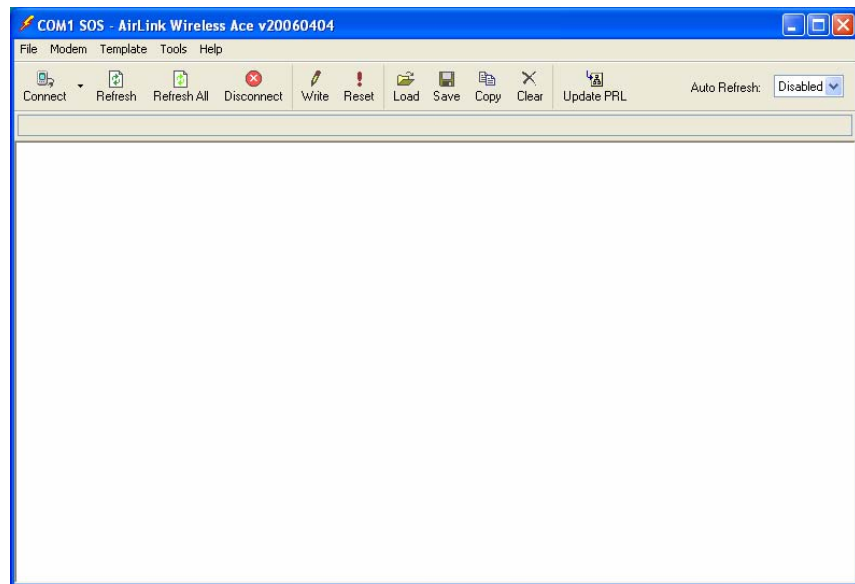 COM1 SOS - AirLink Wireless Ace v20060404
File Modem Template Tools Help
Connect Refresh Refresh All Disconnect Write Reset Load Save Copy Clear Update PRL Auto Refresh: Disabled